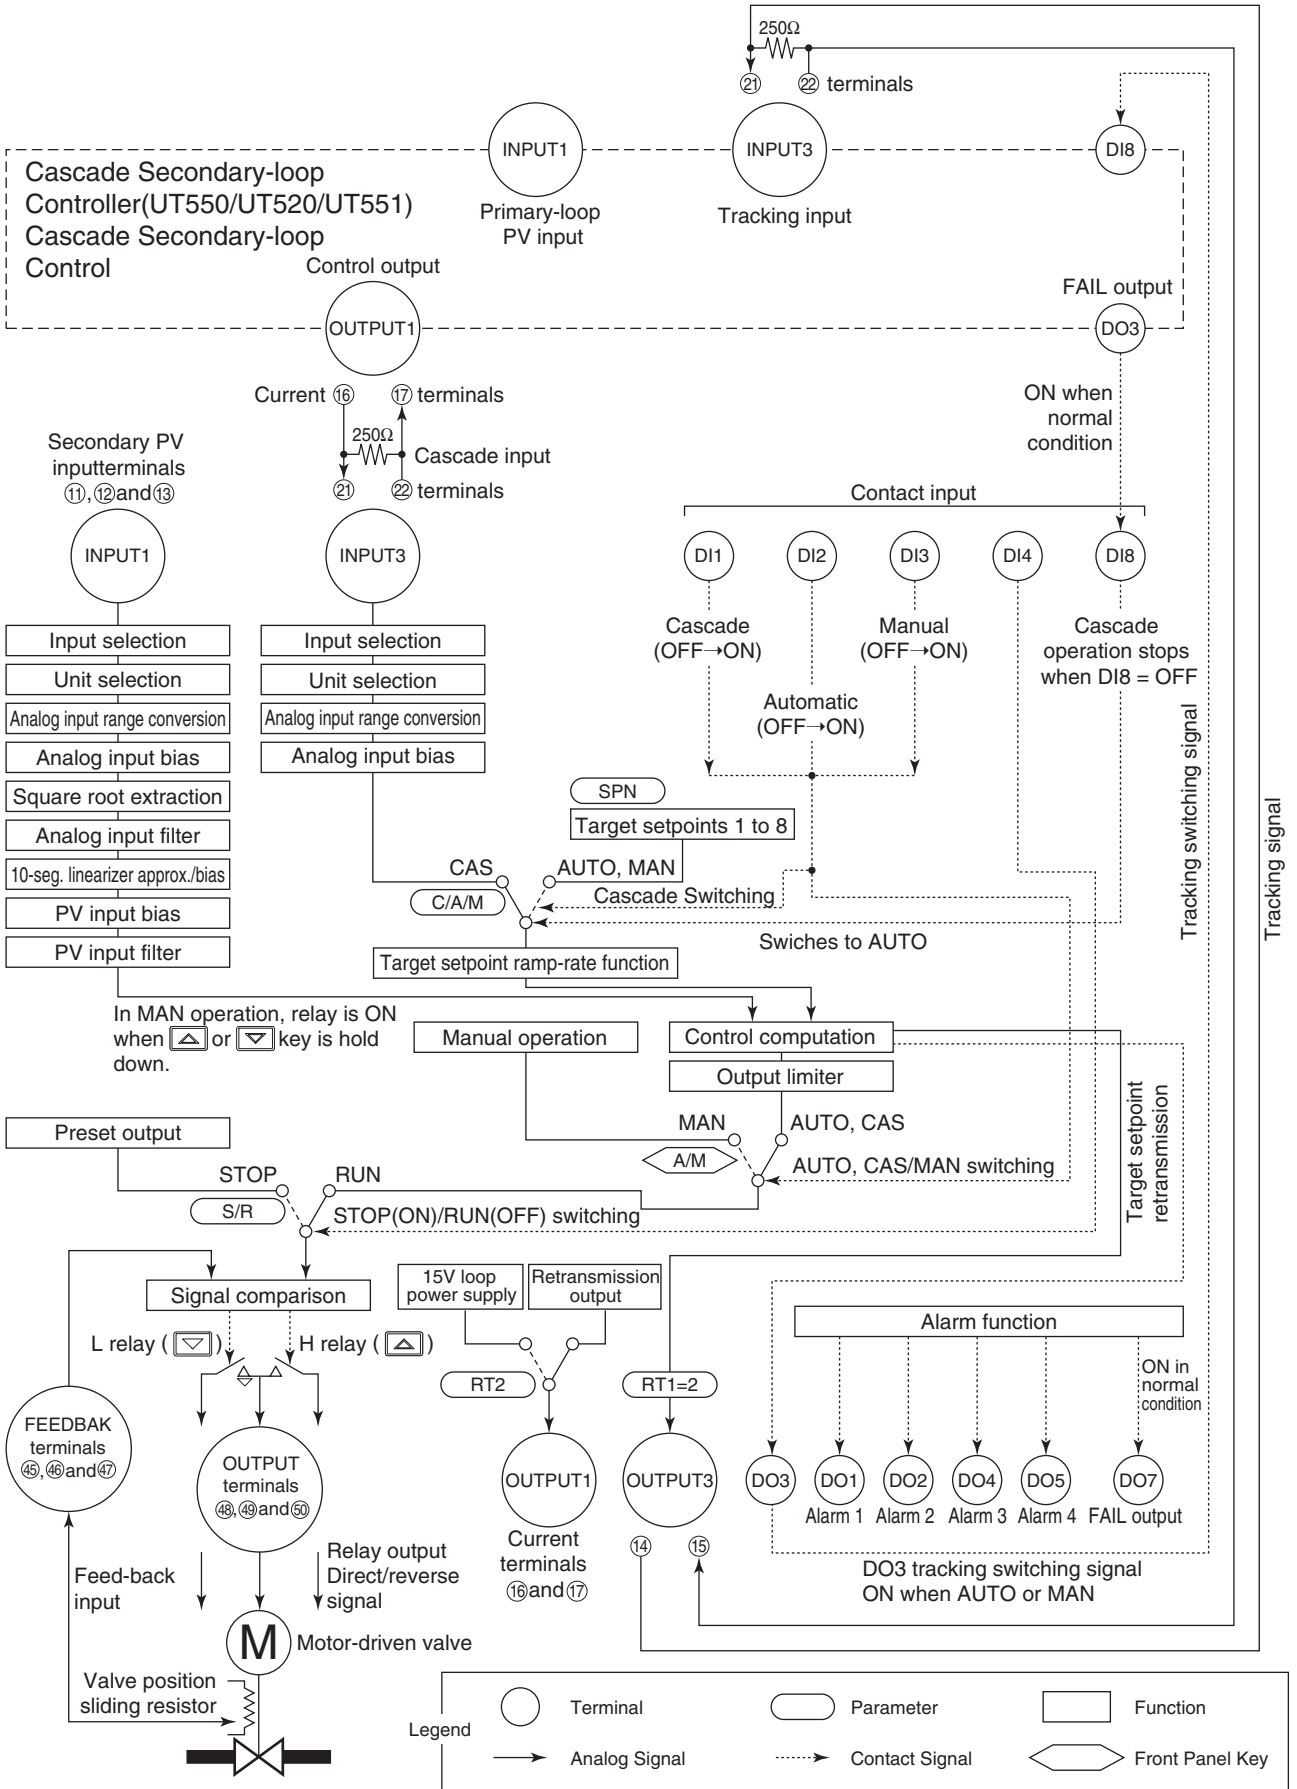 250Ω
㉑ ㉒ terminals
INPUT1
INPUT3
DI8
Cascade Secondary-loop
Controller(UT550/UT520/UT551)
Cascade Secondary-loop
Control
Primary-loop
PV input
Tracking input
Control output
OUTPUT1
FAIL output
DO3
Current ⑯ ⑰ terminals
250Ω
Cascade input
㉑ ㉒ terminals
ON when
normal
condition
Secondary PV
inputterminals
⑪,⑫and⑬
Contact input
INPUT1
INPUT3
DI1
DI2
DI3
DI4
DI8
Input selection
Unit selection
Analog input range conversion
Analog input bias
Square root extraction
Analog input filter
10-seg. linearizer approx./bias
PV input bias
PV input filter
Input selection
Unit selection
Analog input range conversion
Analog input bias
Cascade
(OFF→ON)
Automatic
(OFF→ON)
Manual
(OFF→ON)
Cascade
operation stops
when DI8 = OFF
Tracking switching signal
Tracking signal
SPN
Target setpoints 1 to 8
CAS
AUTO, MAN
C/A/M
Cascade Switching
Swiches to AUTO
Target setpoint ramp-rate function
In MAN operation, relay is ON
when △ or ▽ key is hold
down.
Manual operation
Control computation
Output limiter
Target setpoint
retransmission
Preset output
MAN
AUTO, CAS
A/M
AUTO, CAS/MAN switching
STOP
RUN
S/R
STOP(ON)/RUN(OFF) switching
Signal comparison
15V loop
power supply
Retransmission
output
Alarm function
L relay ( ▽ )
H relay ( △ )
RT2
RT1=2
ON in
normal
condition
FEEDBAK
terminals
㊺,㊻and㊼
OUTPUT
terminals
㊽,㊾and㊿
OUTPUT1
OUTPUT3
DO3
DO1
DO2
DO4
DO5
DO7
Alarm 1
Alarm 2
Alarm 3
Alarm 4
FAIL output
Current
terminals
⑯and⑰
⑭
⑮
DO3 tracking switching signal
ON when AUTO or MAN
Feed-back
input
Relay output
Direct/reverse
signal
M
Motor-driven valve
Valve position
sliding resistor
Legend
Terminal
Parameter
Function
Analog Signal
Contact Signal
Front Panel Key